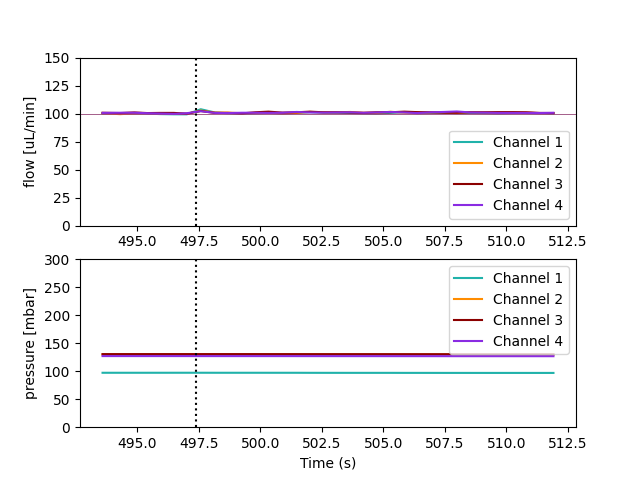 150
125
100
75
50
25
0
flow [uL/min]
Channel 1
Channel 2
Channel 3
Channel 4
495.0 497.5 500.0 502.5 505.0 507.5 510.0 512.5
300
250
200
150
100
50
0
pressure [mbar]
Channel 1
Channel 2
Channel 3
Channel 4
495.0 497.5 500.0 502.5 505.0 507.5 510.0 512.5
Time (s)